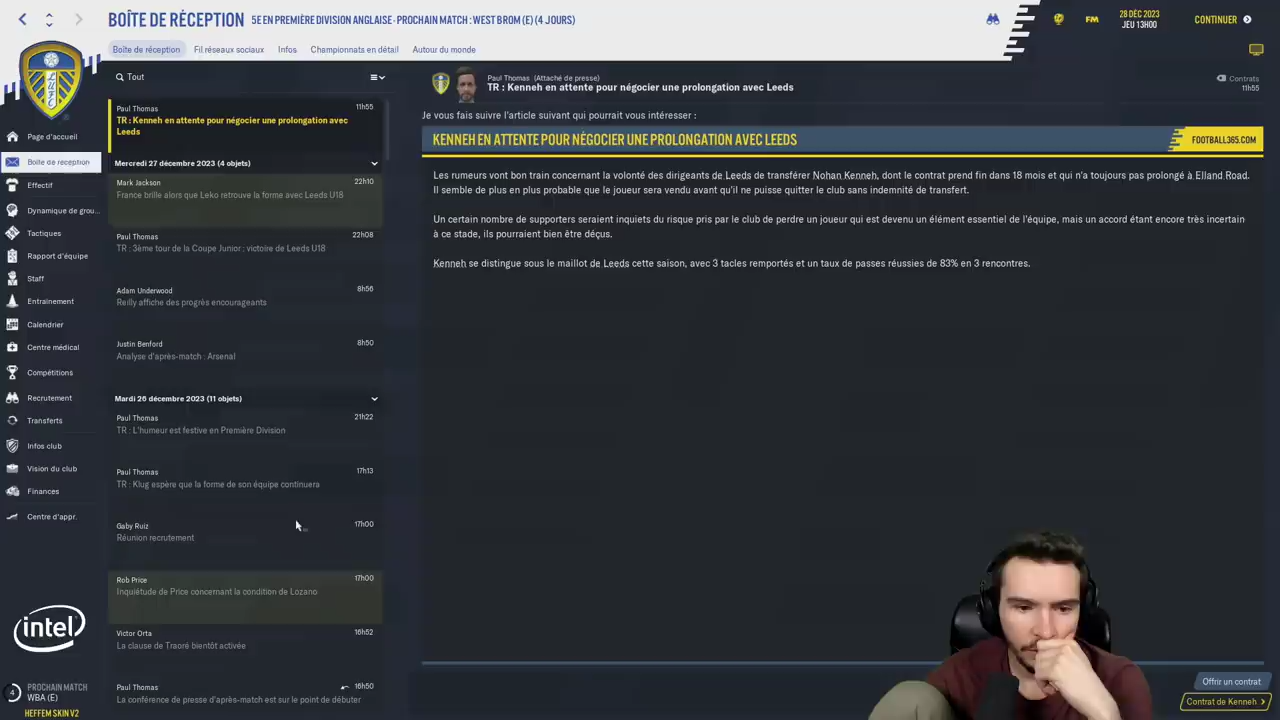 BOÎTE DE RÉCEPTION
5E EN PREMIÈRE DIVISION ANGLAISE - PROCHAIN MATCH : WEST BROM (E) (4 JOURS)
FM
28 DÉC 2023
JEU 13H00
CONTINUER
Boîte de réception
Fil réseaux sociaux
Infos
Championnats en détail
Autour du monde
LUFC
Page d'accueil
Boîte de réception
Effectif
Dynamique de grou...
Tactiques
Rapport d'équipe
Staff
Entraînement
Calendrier
Centre médical
Compétitions
Recrutement
Transferts
Infos club
Vision du club
Finances
Centre d'appr.
intel
4
PROCHAIN MATCH
WBA (E)
HEFFEM SKIN V2
Tout
Paul Thomas
11h55
TR : Kenneh en attente pour négocier une prolongation avec
Leeds
Mercredi 27 décembre 2023 (4 objets)
Mark Jackson
22h10
France brille alors que Leko retrouve la forme avec Leeds U18
Paul Thomas
22h08
TR : 3ème tour de la Coupe Junior : victoire de Leeds U18
Adam Underwood
8h56
Reilly affiche des progrès encourageants
Justin Benford
8h50
Analyse d'après-match : Arsenal
Mardi 26 décembre 2023 (11 objets)
Paul Thomas
21h22
TR : L'humeur est festive en Première Division
Paul Thomas
17h13
TR : Klug espère que la forme de son équipe continuera
Gaby Ruiz
17h00
Réunion recrutement
Rob Price
17h00
Inquiétude de Price concernant la condition de Lozano
Victor Orta
16h52
La clause de Traoré bientôt activée
Paul Thomas
16h50
La conférence de presse d'après-match est sur le point de débuter
Paul Thomas (Attaché de presse)
TR : Kenneh en attente pour négocier une prolongation avec Leeds
Contrats
11h55
Je vous fais suivre l'article suivant qui pourrait vous intéresser :
KENNEH EN ATTENTE POUR NÉGOCIER UNE PROLONGATION AVEC LEEDS
FOOTBALL365.COM
Les rumeurs vont bon train concernant la volonté des dirigeants de Leeds de transférer Nohan Kenneh, dont le contrat prend fin dans 18 mois et qui n'a toujours pas prolongé à Elland Road.
Il semble de plus en plus probable que le joueur sera vendu avant qu'il ne puisse quitter le club sans indemnité de transfert.
Un certain nombre de supporters seraient inquiets du risque pris par le club de perdre un joueur qui est devenu un élément essentiel de l'équipe, mais un accord étant encore très incertain
à ce stade, ils pourraient bien être déçus.
Kenneh se distingue sous le maillot de Leeds cette saison, avec 3 tacles remportés et un taux de passes réussies de 83% en 3 rencontres.
Offrir un contrat
Contrat de Kenneh